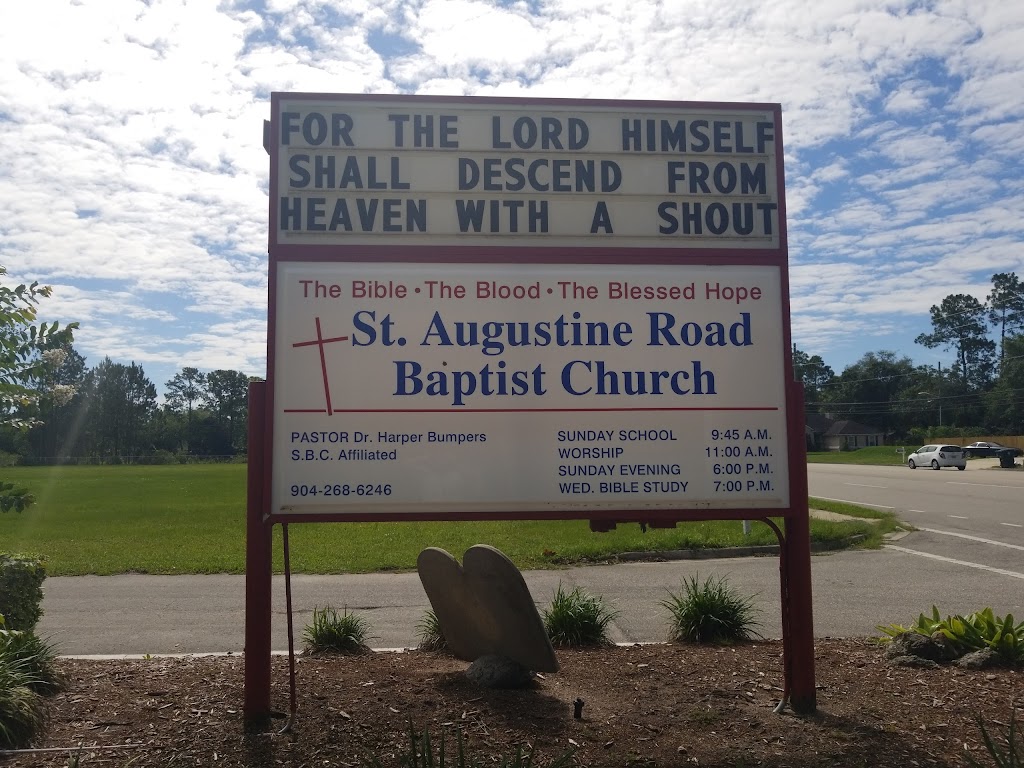 FOR THE LORD HIMSELF
SHALL DESCEND FROM
HEAVEN WITH A SHOUT
The Bible • The Blood • The Blessed Hope
St. Augustine Road
Baptist Church
PASTOR Dr. Harper Bumpers
S.B.C. Affiliated
904-268-6246
SUNDAY SCHOOL 9:45 A.M.
WORSHIP 11:00 A.M.
SUNDAY EVENING 6:00 P.M.
WED. BIBLE STUDY 7:00 P.M.